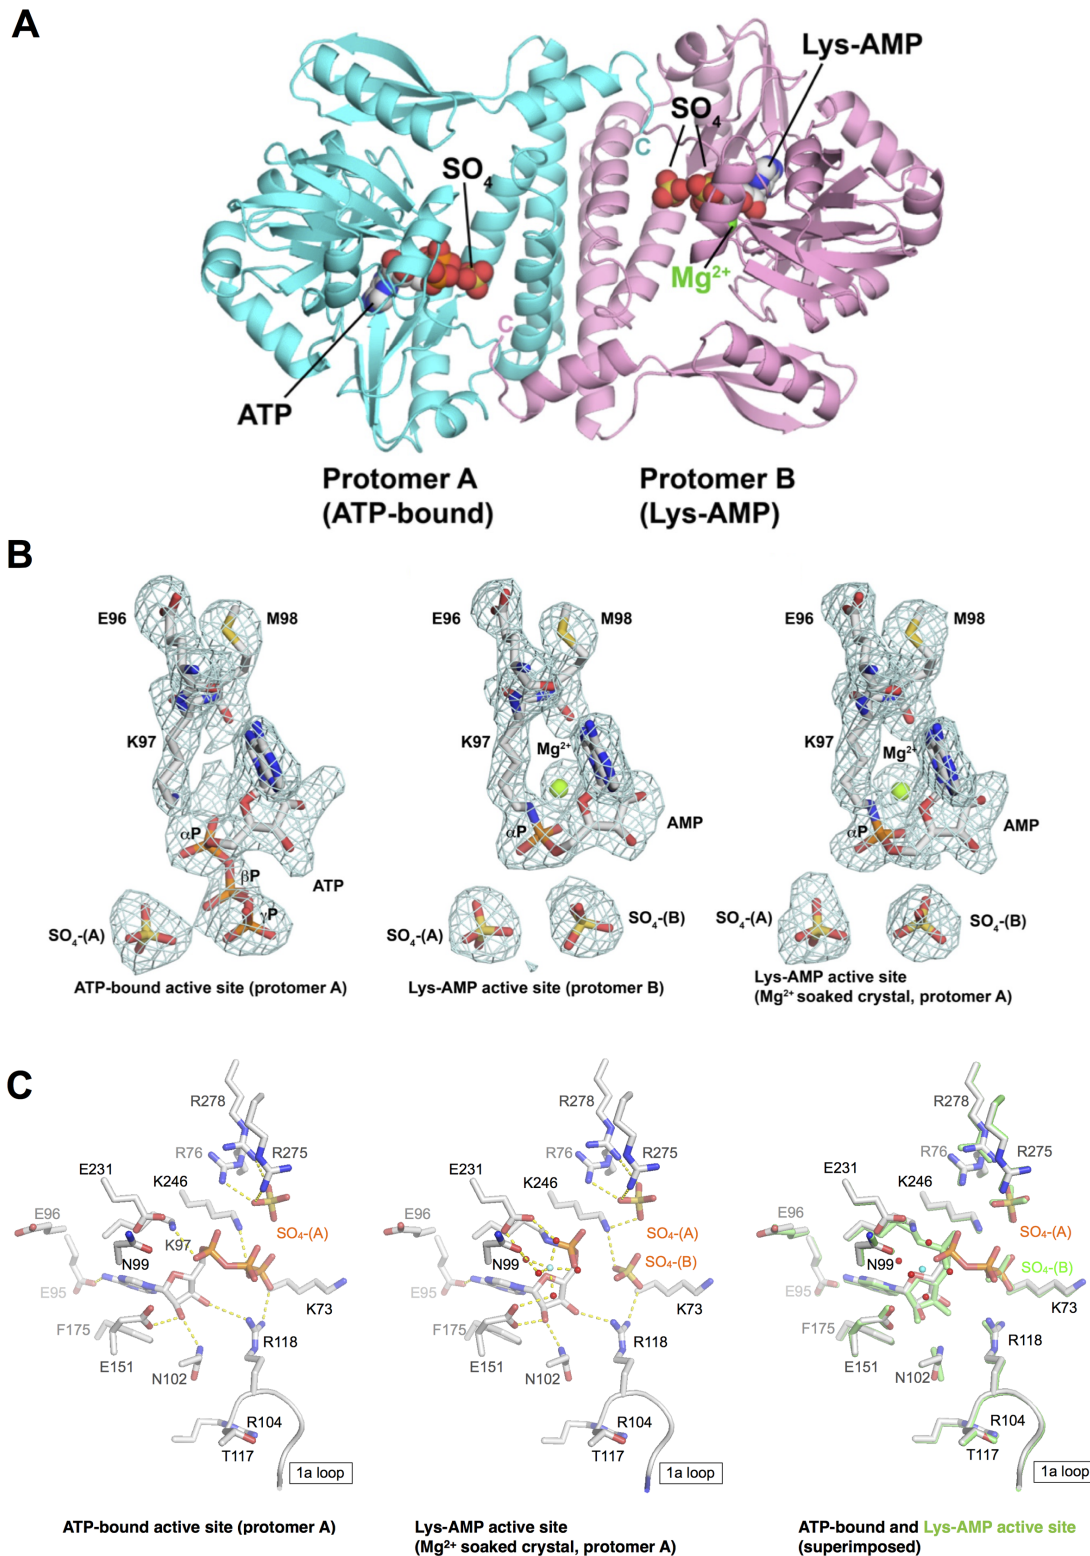 A
Lys-AMP
SO4
C
SO4
Mg2+
C
ATP
Protomer A
(ATP-bound)
Protomer B
(Lys-AMP)
B
E96
M98
K97
αP
βP
γP
ATP
SO4-(A)
ATP-bound active site (protomer A)
E96
M98
K97
Mg2+
αP
AMP
SO4-(A)
SO4-(B)
Lys-AMP active site (protomer B)
E96
M98
K97
Mg2+
αP
AMP
SO4-(A)
SO4-(B)
Lys-AMP active site
(Mg2+ soaked crystal, protomer A)
C
R278
R76
R275
E231
K246
E96
SO4-(A)
K97
N99
E95
K73
F175
R118
E151
N102
R104
T117
1a loop
ATP-bound active site (protomer A)
R278
R76
R275
E231
K246
E96
SO4-(A)
N99
SO4-(B)
E95
K73
F175
R118
E151
N102
R104
T117
1a loop
Lys-AMP active site
(Mg2+ soaked crystal, protomer A)
R278
R76
R275
E231
K246
E96
SO4-(A)
N99
SO4-(B)
E95
K73
F175
R118
E151
N102
R104
T117
1a loop
ATP-bound and Lys-AMP active site
(superimposed)